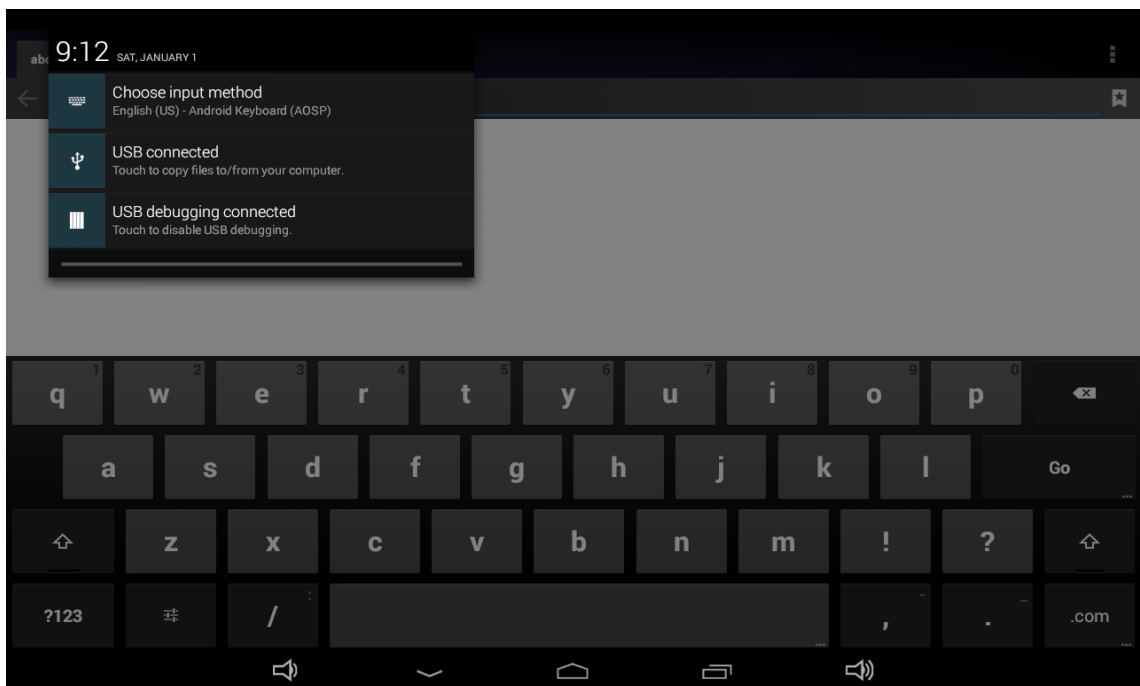 abc
9:12 SAT, JANUARY 1
Choose input method
English (US) - Android Keyboard (AOSP)
USB connected
Touch to copy files to/from your computer.
USB debugging connected
Touch to disable USB debugging.
1 2 3 4 5 6 7 8 9 0
q w e r t y u i o p
a s d f g h j k l Go
...
z x c v b n m ! ?
: - _
?123 / , . .com
... ...